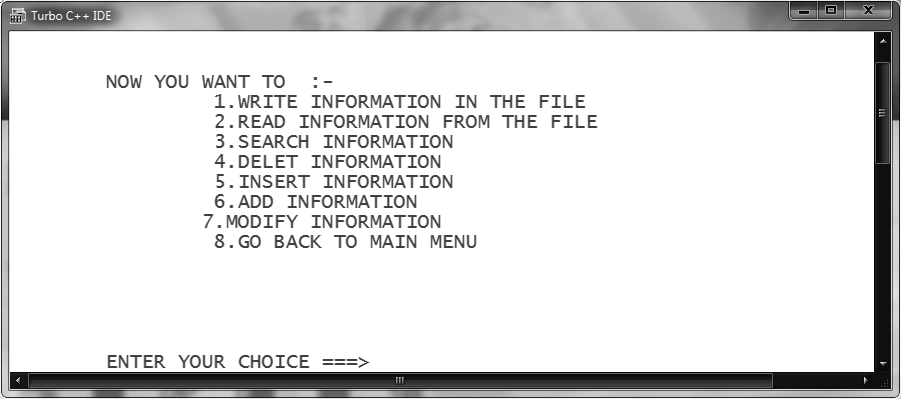 Turbo C++ IDE
NOW YOU WANT TO :-
1.WRITE INFORMATION IN THE FILE
2.READ INFORMATION FROM THE FILE
3.SEARCH INFORMATION
4.DELET INFORMATION
5.INSERT INFORMATION
6.ADD INFORMATION
7.MODIFY INFORMATION
8.GO BACK TO MAIN MENU
ENTER YOUR CHOICE ===>